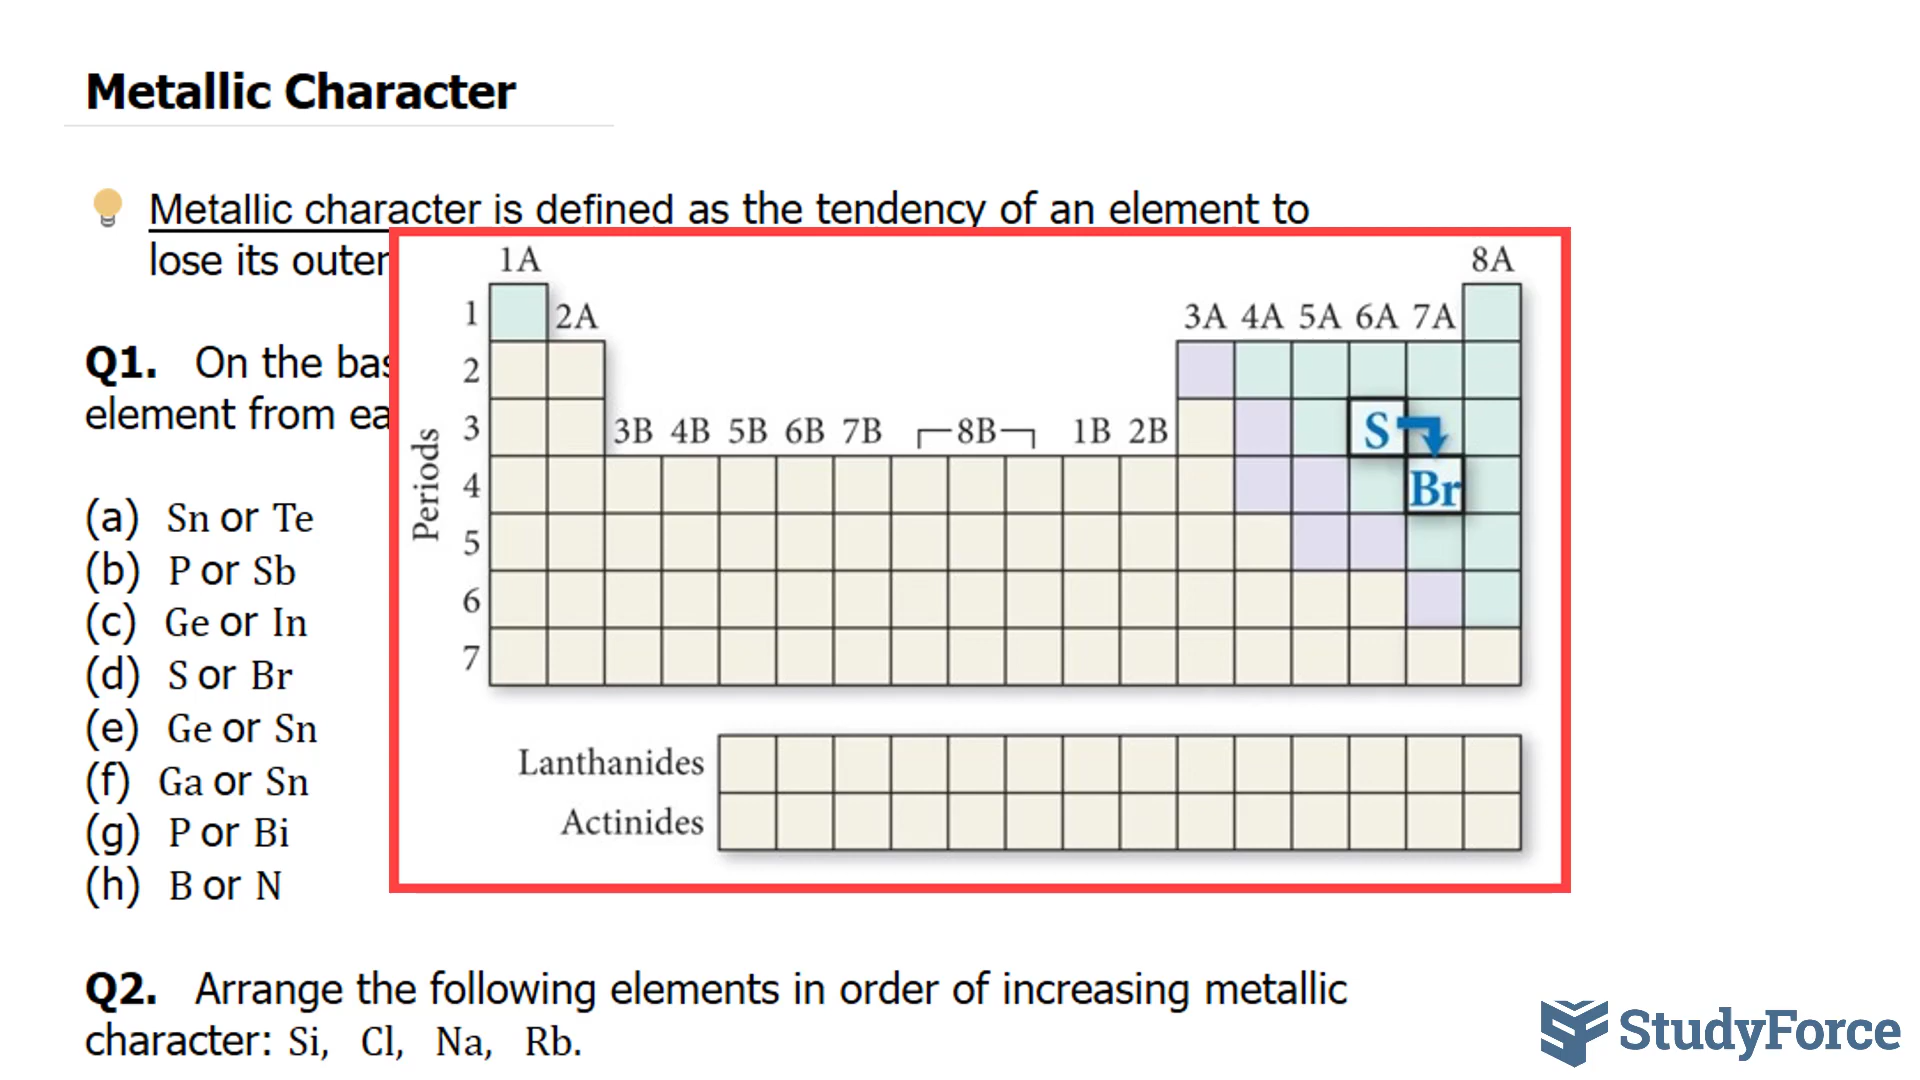 Metallic Character
Metallic character is defined as the tendency of an element to
lose its outer
Q1. On the bas
element from ea
(a) Sn or Te
(b) P or Sb
(c) Ge or In
(d) S or Br
(e) Ge or Sn
(f) Ga or Sn
(g) P or Bi
(h) B or N
1A 8A
1 2A 3A 4A 5A 6A 7A
2
3 3B 4B 5B 6B 7B 8B 1B 2B S
4 Br
5
6
7
Periods
Lanthanides
Actinides
Q2. Arrange the following elements in order of increasing metallic
character: Si, Cl, Na, Rb.
StudyForce